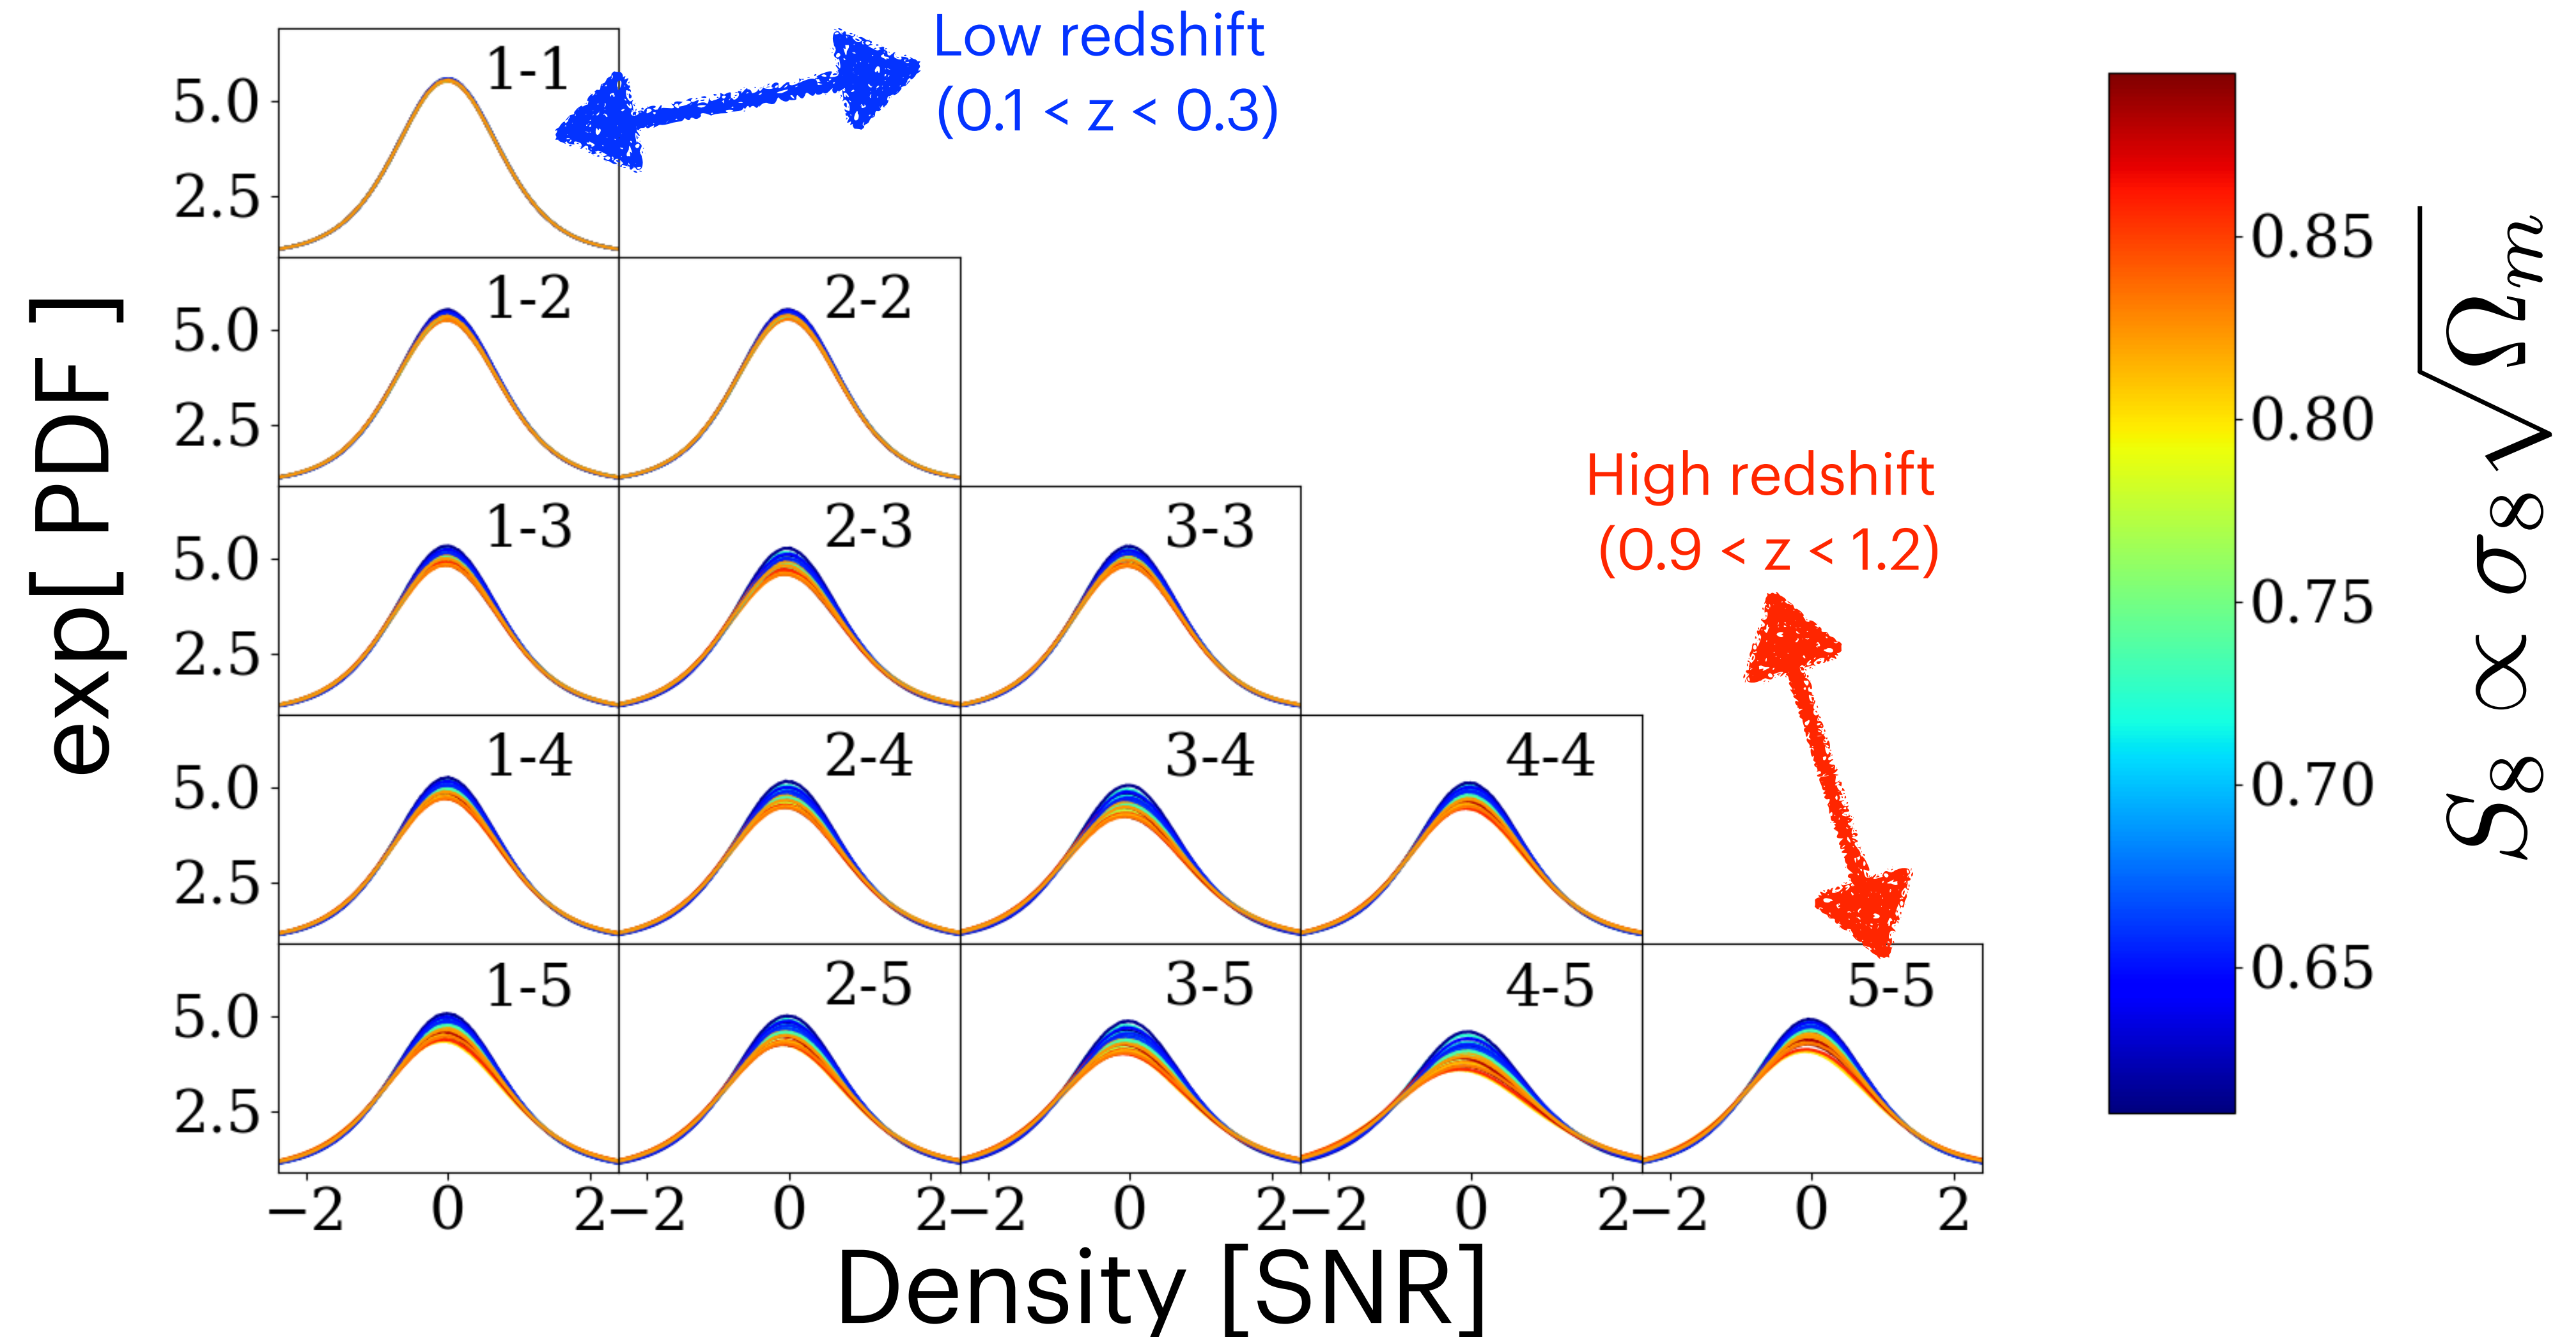 Low redshift
(0.1 < z < 0.3)
1-1
5.0
2.5
1-2 2-2
5.0
2.5
High redshift
(0.9 < z < 1.2)
1-3 2-3 3-3
5.0
2.5
1-4 2-4 3-4 4-4
5.0
2.5
1-5 2-5 3-5 4-5 5-5
5.0
2.5
−2 0 2−2 0 2−2 0 2−2 0 2−2 0 2
Density [SNR]
exp[ PDF ]
0.85
0.80
0.75
0.70
0.65
S₈ ∝ σ₈√Ωₘ